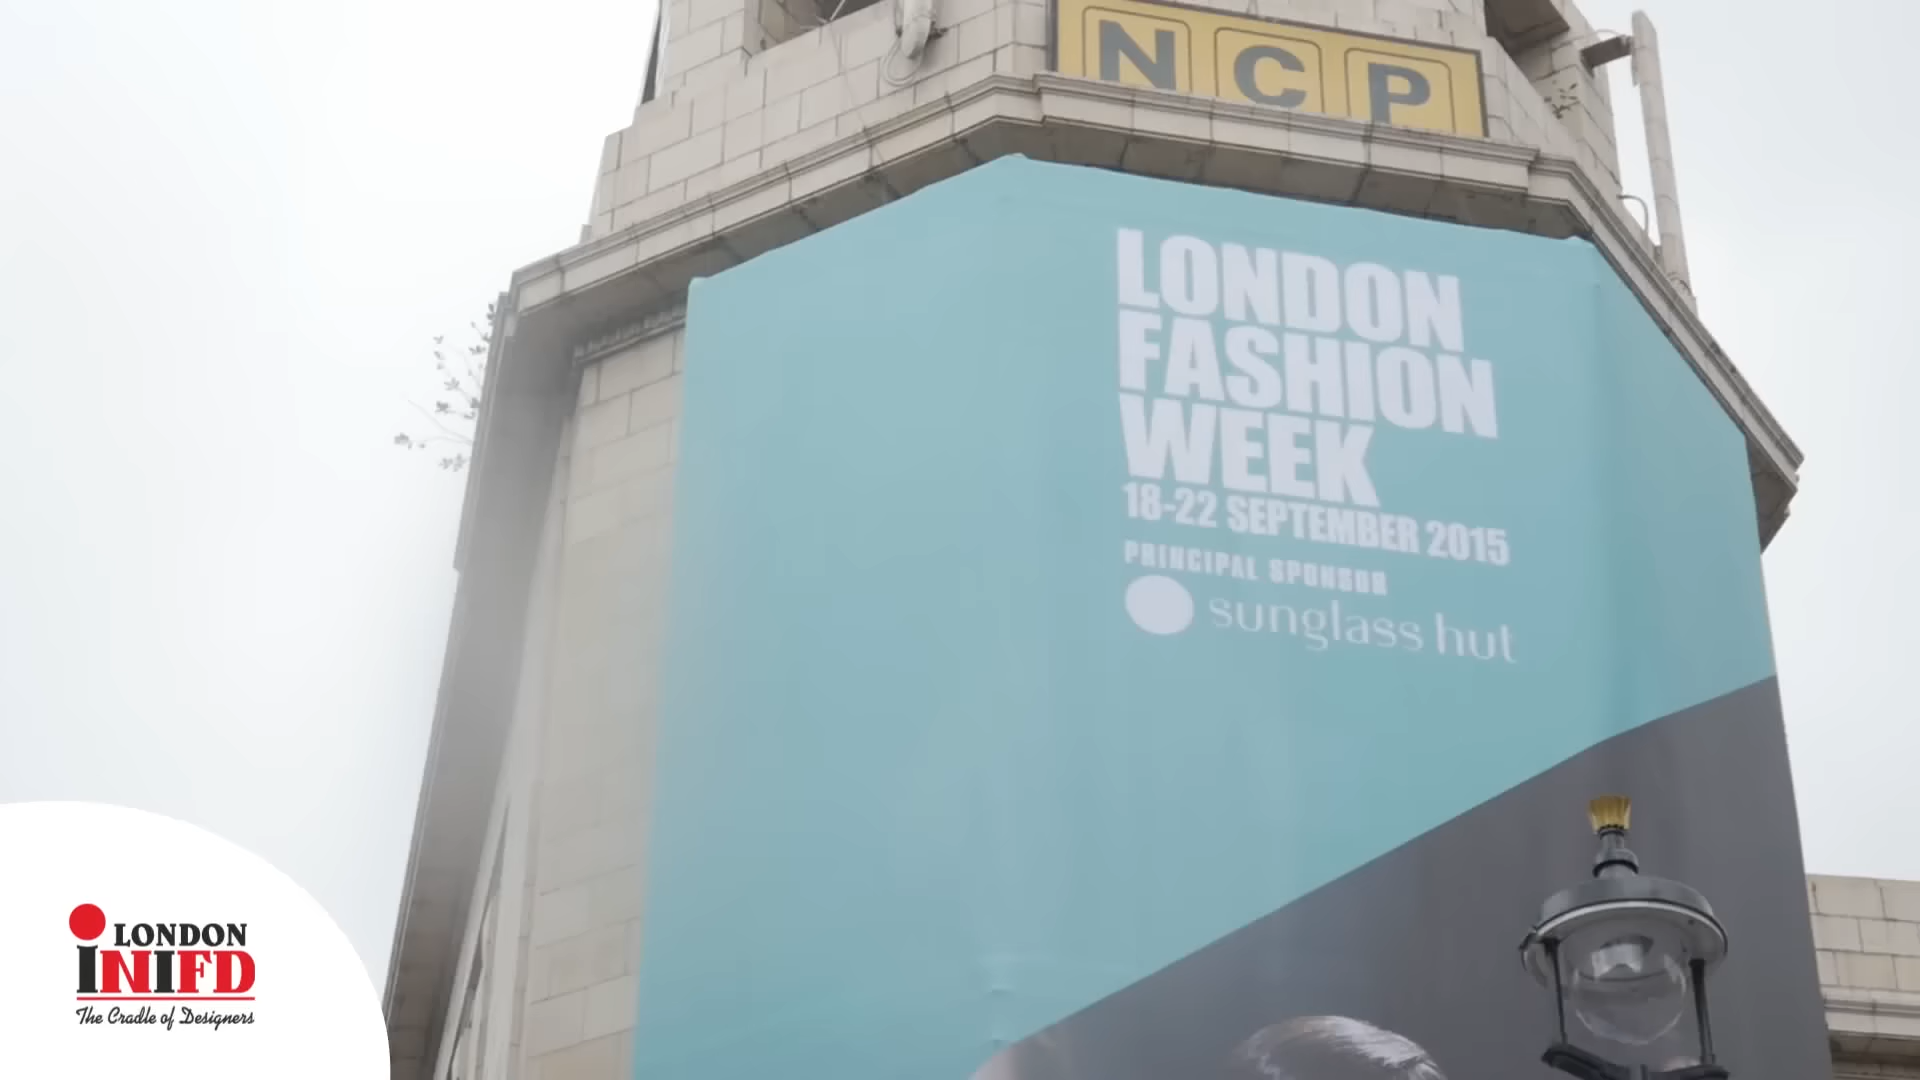 NCP
LONDON
FASHION
WEEK
18-22 SEPTEMBER 2015
PRINCIPAL SPONSOR
sunglass hut
LONDON
iNIFD
The Cradle of Designers